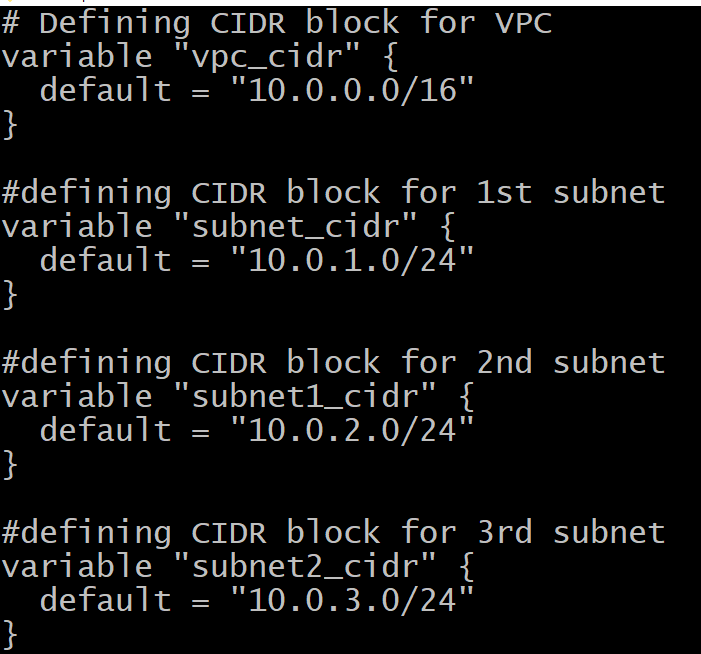 # Defining CIDR block for VPC
variable "vpc_cidr" {
  default = "10.0.0.0/16"
}

#defining CIDR block for 1st subnet
variable "subnet_cidr" {
  default = "10.0.1.0/24"
}

#defining CIDR block for 2nd subnet
variable "subnet1_cidr" {
  default = "10.0.2.0/24"
}

#defining CIDR block for 3rd subnet
variable "subnet2_cidr" {
  default = "10.0.3.0/24"
}